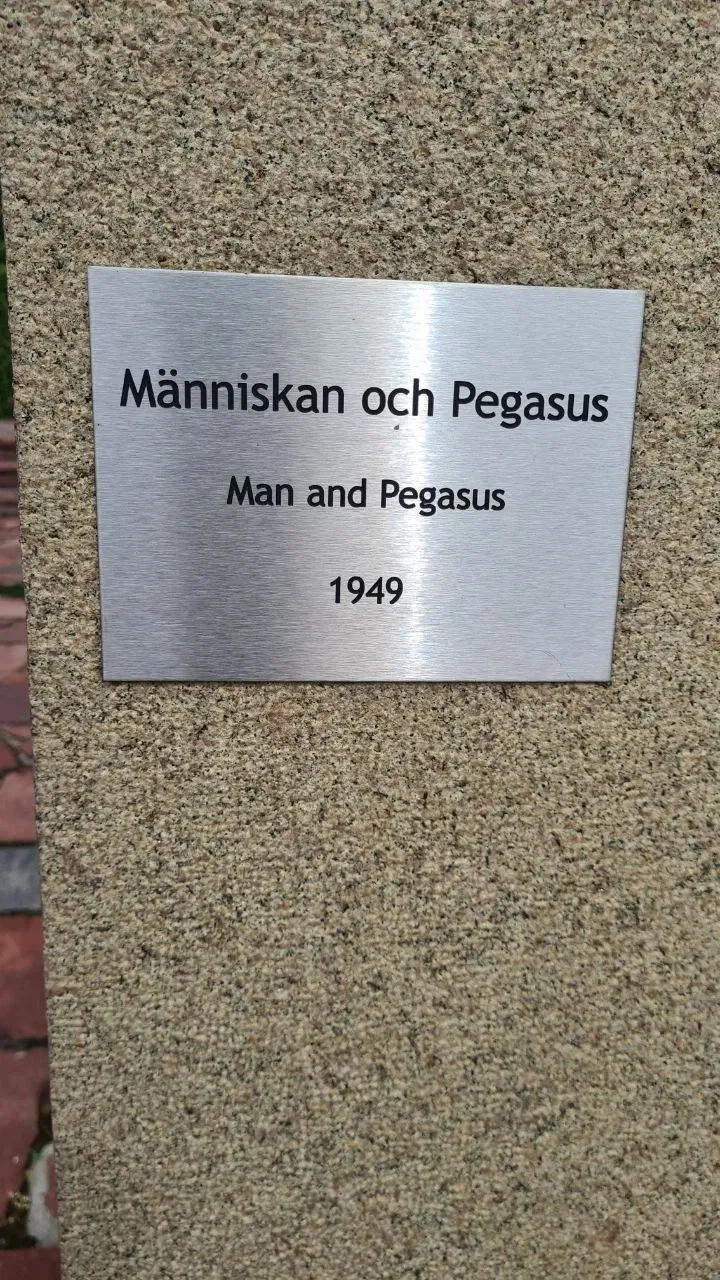 Människan och Pegasus
Man and Pegasus
1949